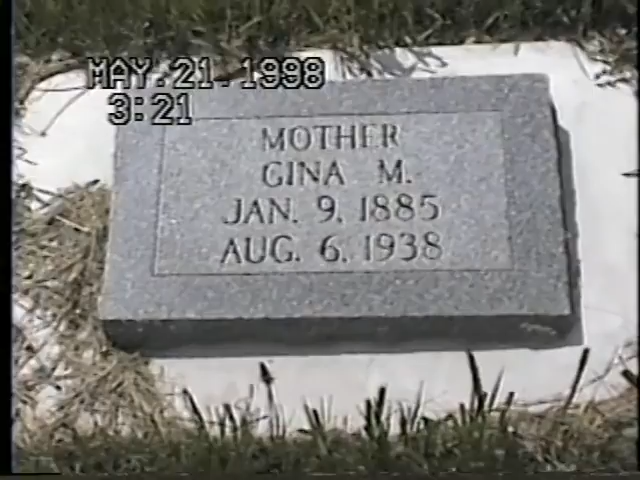 MAY.21.1998
3:21
MOTHER
GINA M.
JAN. 9, 1885
AUG. 6, 1938